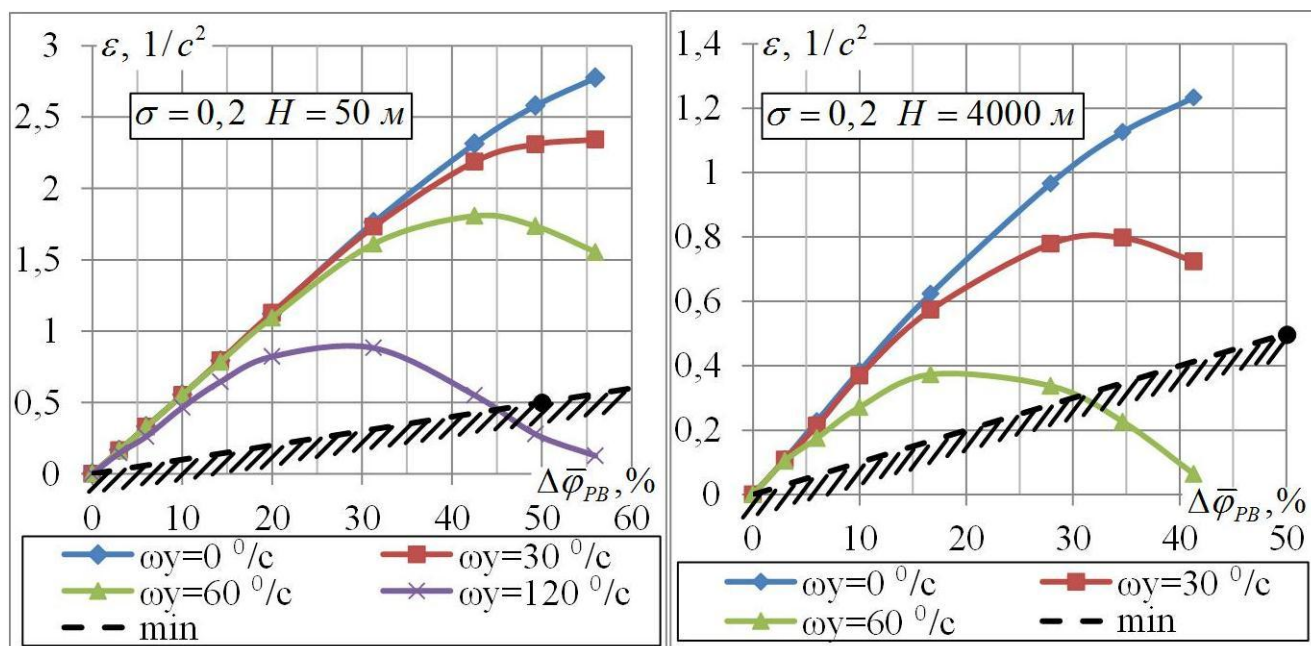 ε, 1/c²
3
2,5
2
1,5
1
0,5
0
σ = 0,2 H = 50 м
Δφ̅_PB, %
0 10 20 30 40 50 60
ωy=0 ⁰/c ωy=30 ⁰/c
ωy=60 ⁰/c ωy=120 ⁰/c
min
ε, 1/c²
1,4
1,2
1
0,8
0,6
0,4
0,2
0
σ = 0,2 H = 4000 м
Δφ̅_PB, %
0 10 20 30 40 50
ωy=0 ⁰/c ωy=30 ⁰/c
ωy=60 ⁰/c min